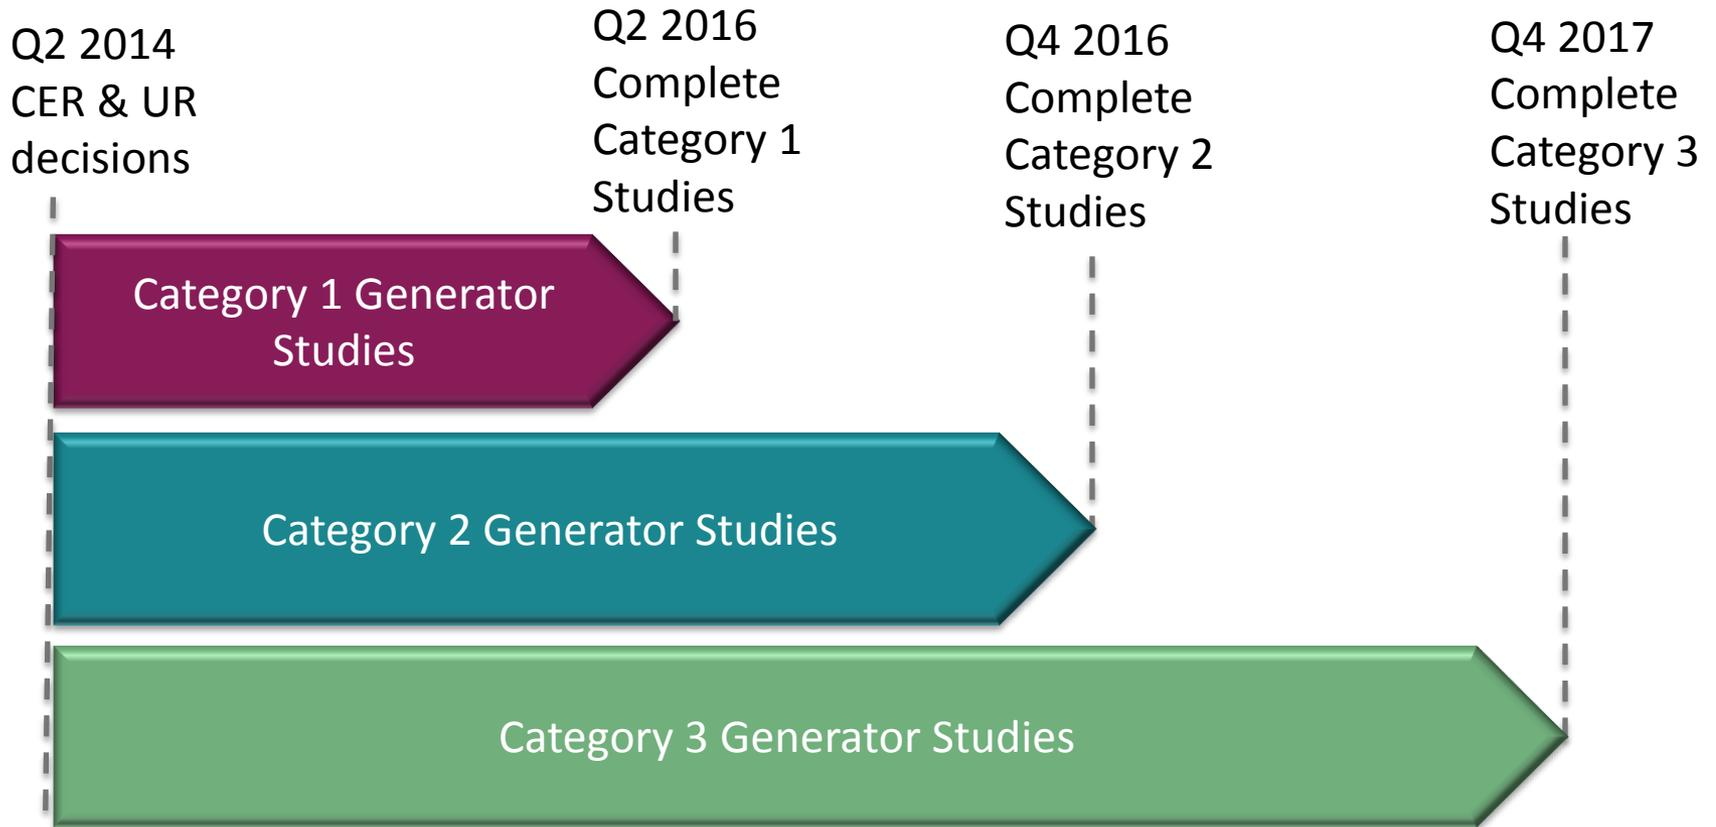 Q2 2014
CER & UR
decisions
Q2 2016
Complete
Category 1
Studies
Q4 2016
Complete
Category 2
Studies
Q4 2017
Complete
Category 3
Studies
Category 1 Generator
Studies
Category 2 Generator Studies
Category 3 Generator Studies